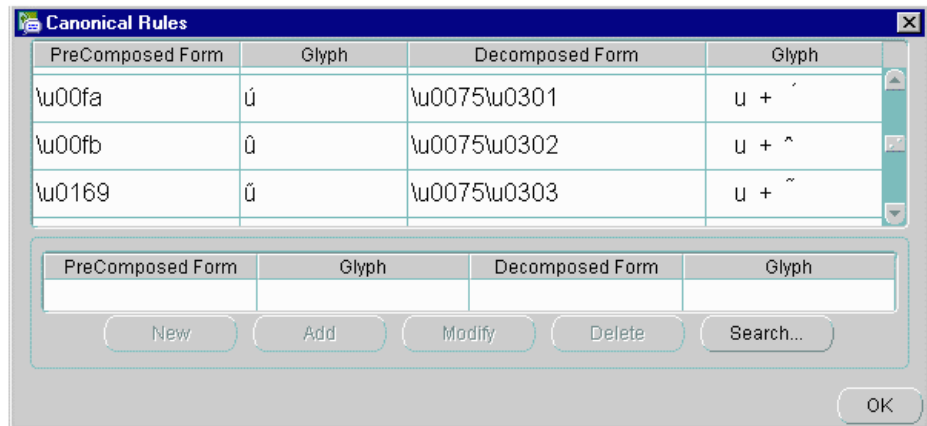 Canonical Rules
PreComposed Form Glyph Decomposed Form Glyph
\u00fa ú \u0075\u0301 u + ´
\u00fb û \u0075\u0302 u + ^
\u0169 ũ \u0075\u0303 u + ˜
PreComposed Form Glyph Decomposed Form Glyph
New Add Modify Delete Search...
OK